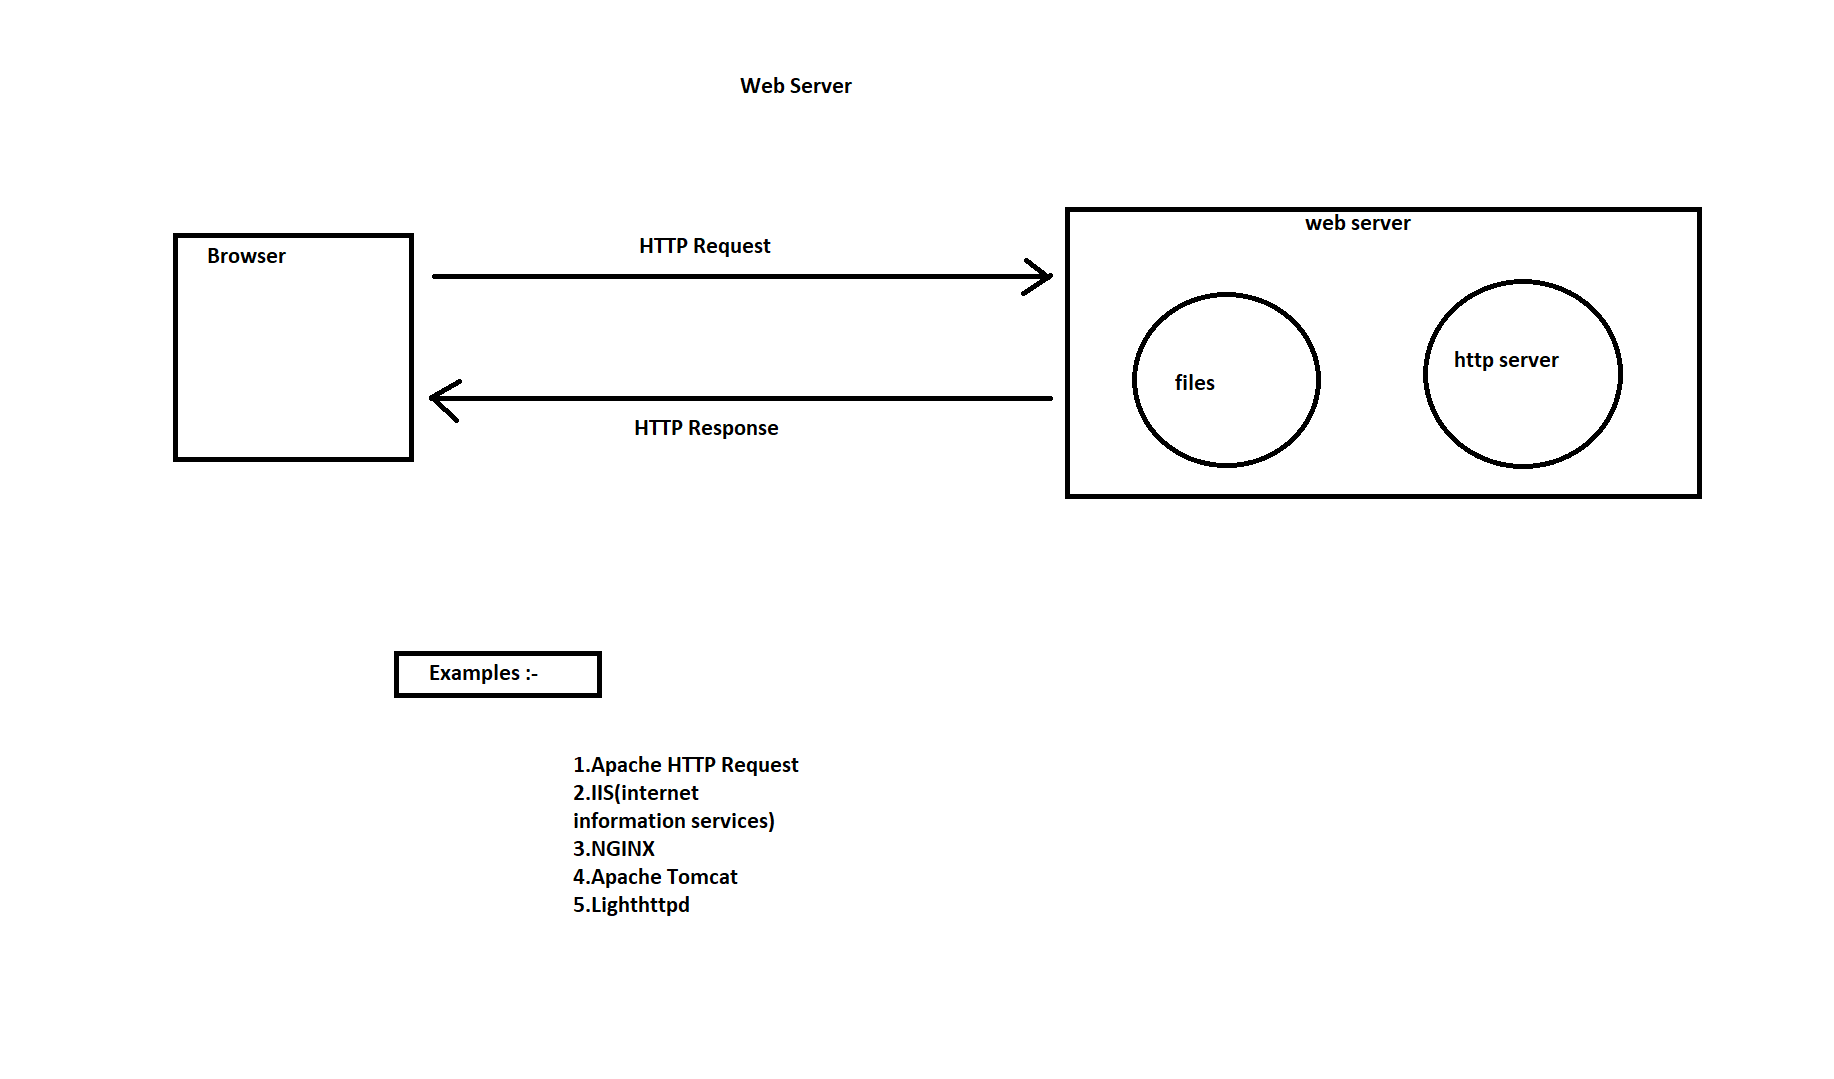 Web Server
Browser
HTTP Request
web server
files
http server
HTTP Response
Examples :-
1.Apache HTTP Request
2.IIS(internet
information services)
3.NGINX
4.Apache Tomcat
5.Lighthttpd